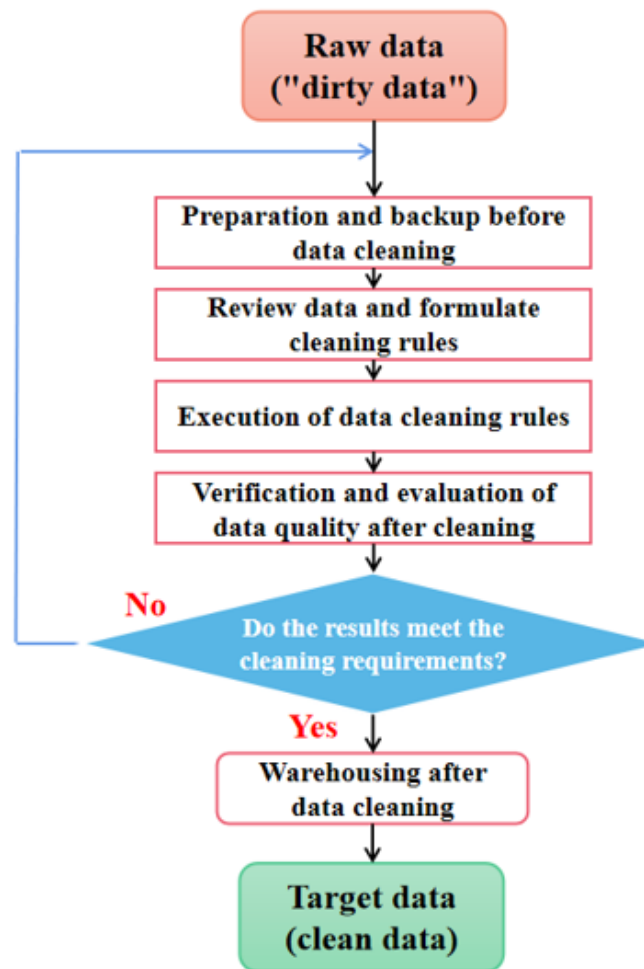 Raw data
("dirty data")
Preparation and backup before
data cleaning
Review data and formulate
cleaning rules
Execution of data cleaning rules
Verification and evaluation of
data quality after cleaning
No
Do the results meet the
cleaning requirements?
Yes
Warehousing after
data cleaning
Target data
(clean data)